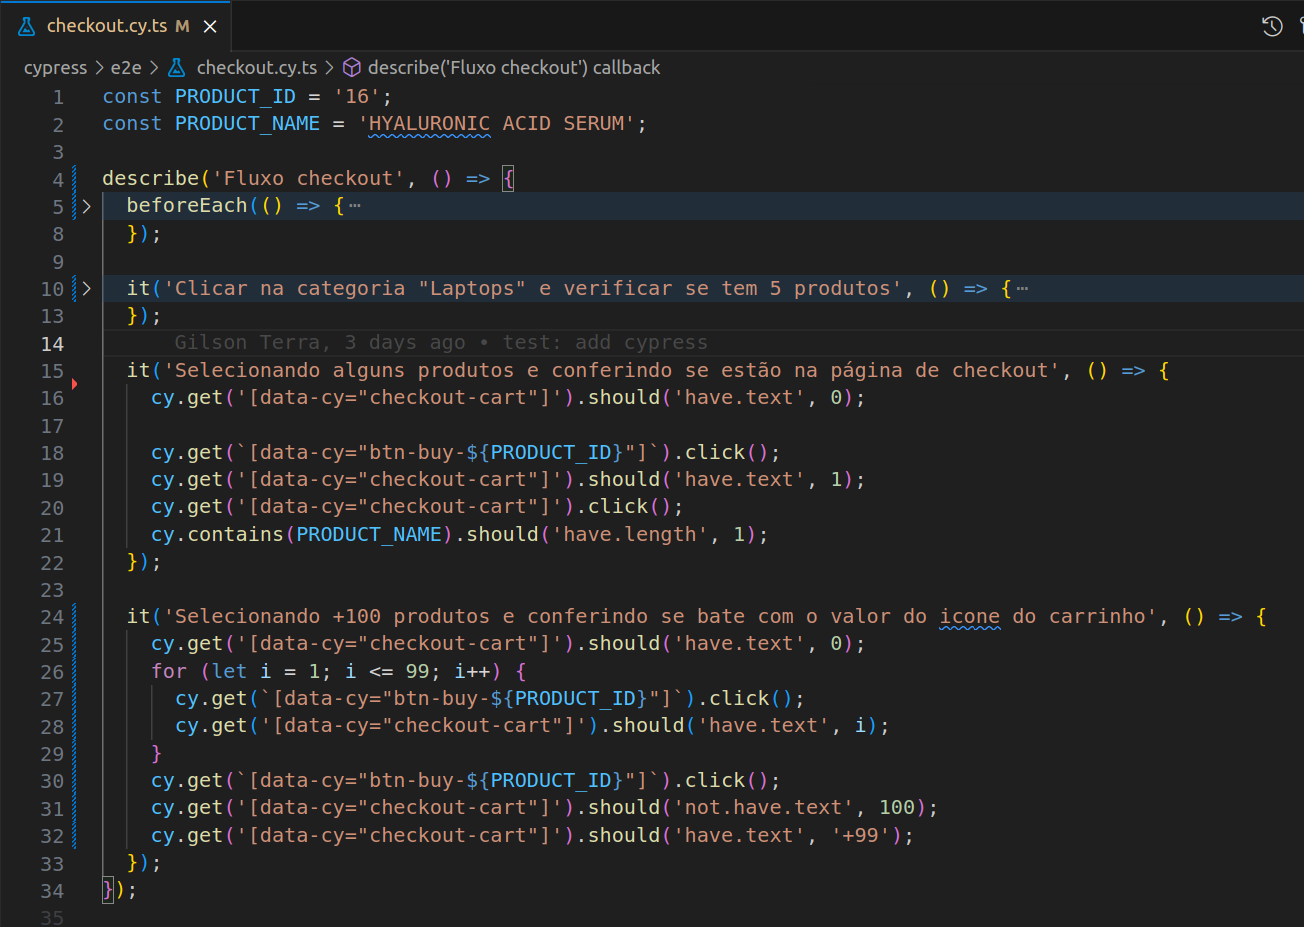 checkout.cy.ts M
cypress > e2e > checkout.cy.ts > describe('Fluxo checkout') callback
1 const PRODUCT_ID = '16';
2 const PRODUCT_NAME = 'HYALURONIC ACID SERUM';
3
4 describe('Fluxo checkout', () => {
5 beforeEach(() => {⋯
8 });
9
10 it('Clicar na categoria "Laptops" e verificar se tem 5 produtos', () => {⋯
13 });
14 Gilson Terra, 3 days ago • test: add cypress
15 it('Selecionando alguns produtos e conferindo se estão na página de checkout', () => {
16 cy.get('[data-cy="checkout-cart"]').should('have.text', 0);
17
18 cy.get(`[data-cy="btn-buy-${PRODUCT_ID}"]`).click();
19 cy.get('[data-cy="checkout-cart"]').should('have.text', 1);
20 cy.get('[data-cy="checkout-cart"]').click();
21 cy.contains(PRODUCT_NAME).should('have.length', 1);
22 });
23
24 it('Selecionando +100 produtos e conferindo se bate com o valor do icone do carrinho', () => {
25 cy.get('[data-cy="checkout-cart"]').should('have.text', 0);
26 for (let i = 1; i <= 99; i++) {
27 cy.get(`[data-cy="btn-buy-${PRODUCT_ID}"]`).click();
28 cy.get('[data-cy="checkout-cart"]').should('have.text', i);
29 }
30 cy.get(`[data-cy="btn-buy-${PRODUCT_ID}"]`).click();
31 cy.get('[data-cy="checkout-cart"]').should('not.have.text', 100);
32 cy.get('[data-cy="checkout-cart"]').should('have.text', '+99');
33 });
34 });
35